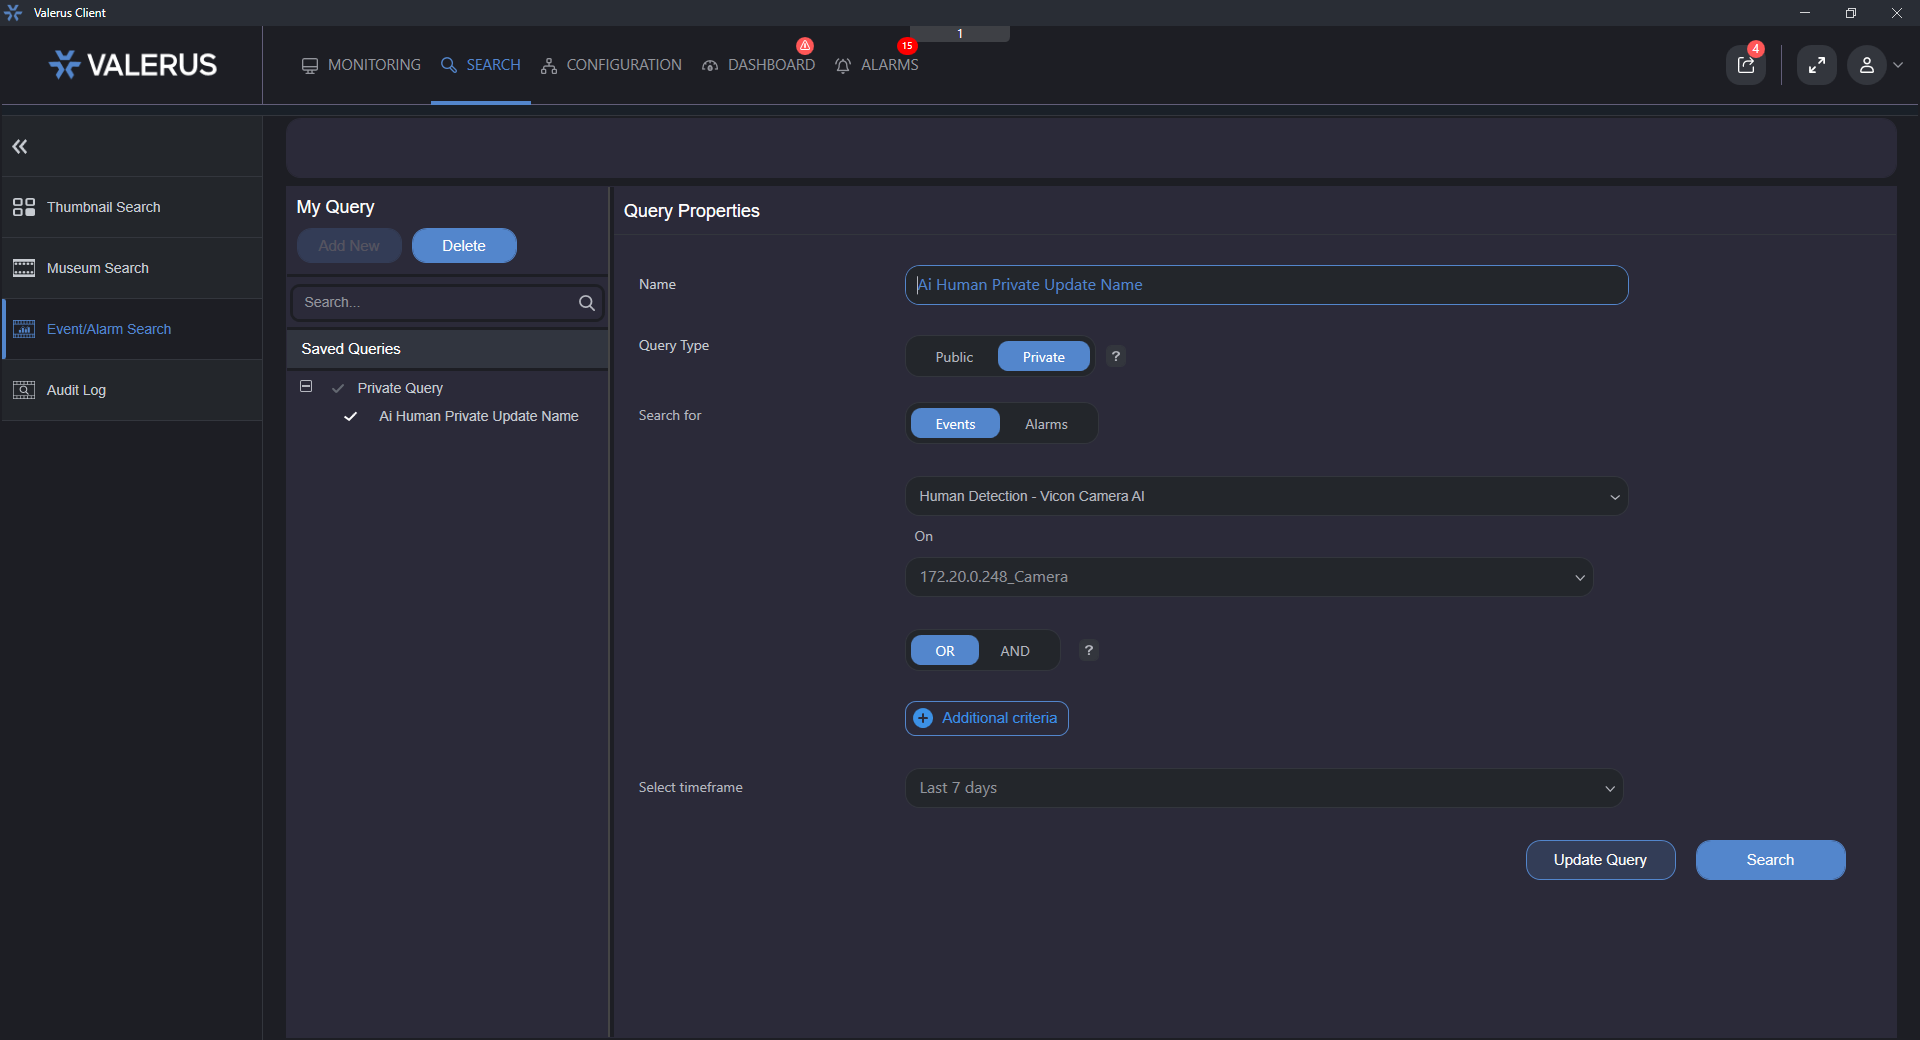 Valerus Client
1
VALERUS
MONITORING
SEARCH
CONFIGURATION
DASHBOARD
15
ALARMS
4
Thumbnail Search
Museum Search
Event/Alarm Search
Audit Log
My Query
Add New
Delete
Search...
Saved Queries
Private Query
Ai Human Private Update Name
Query Properties
Name
Ai Human Private Update Name
Query Type
Public
Private
?
Search for
Events
Alarms
Human Detection - Vicon Camera AI
On
172.20.0.248_Camera
OR
AND
?
Additional criteria
Select timeframe
Last 7 days
Update Query
Search